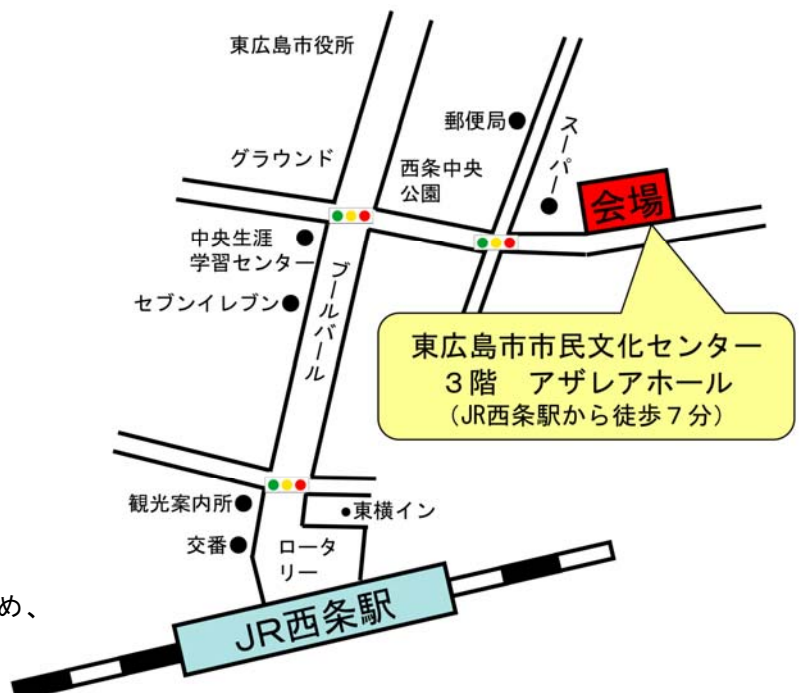 東広島市役所
郵便局
スーパー
グラウンド
西条中央
公園
会場
中央生涯
学習センター
ブールバール
セブンイレブン
東広島市市民文化センター
３階　アザレアホール
（JR西条駅から徒歩７分）
観光案内所
東横イン
交番
ロータ
リー
め、
JR西条駅